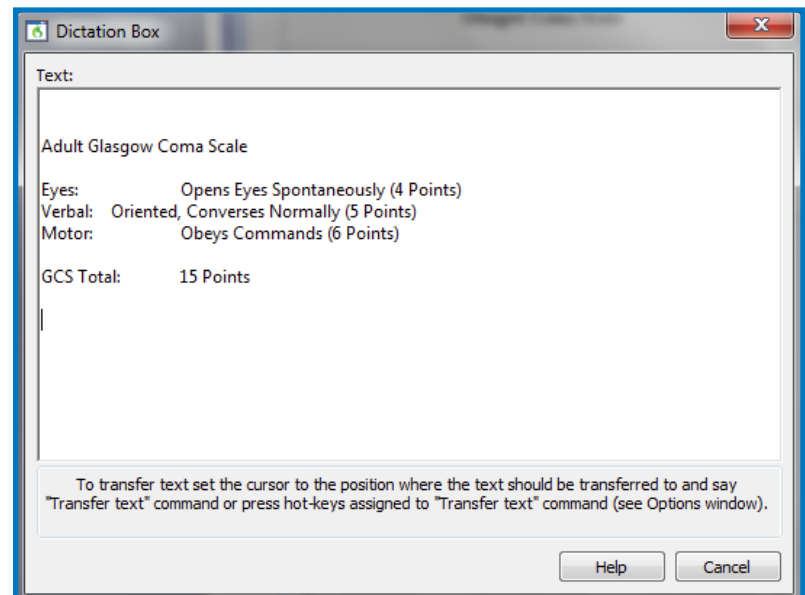 Dictation Box
Text:
Adult Glasgow Coma Scale
Eyes: Opens Eyes Spontaneously (4 Points)
Verbal: Oriented, Converses Normally (5 Points)
Motor: Obeys Commands (6 Points)
GCS Total: 15 Points
To transfer text set the cursor to the position where the text should be transferred to and say
"Transfer text" command or press hot-keys assigned to "Transfer text" command (see Options window).
Help Cancel